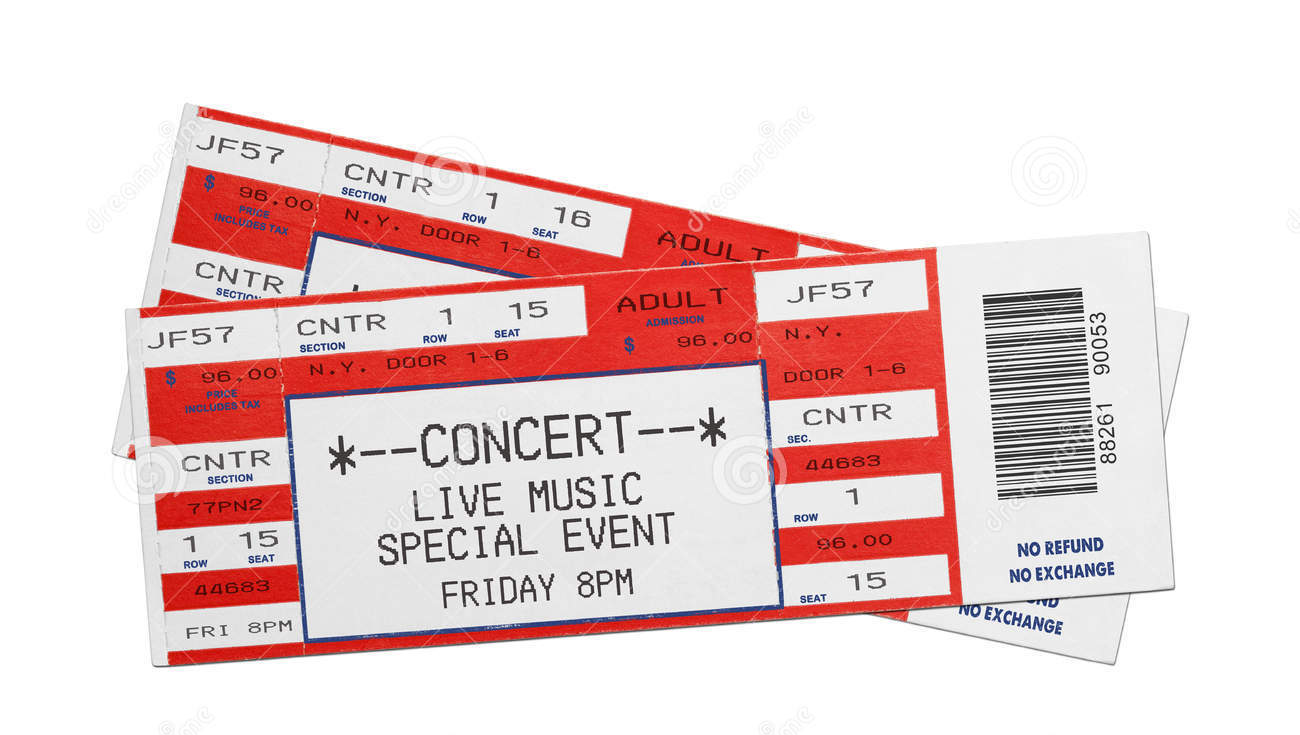 JF57
CNTR 1 16
SECTION ROW SEAT
$ 96.00
PRICE
INCLUDES TAX
N.Y. DOOR 1-6
ADULT
CNTR
SECTION
JF57
CNTR 1 15
SECTION ROW SEAT
N.Y. DOOR 1-6
ADULT
ADMISSION
$ 96.00
$ 96.00
PRICE
INCLUDES TAX
CNTR
SECTION
77PN2
1 15
ROW SEAT
44683
FRI 8PM
*--CONCERT--*
LIVE MUSIC
SPECIAL EVENT
FRIDAY 8PM
JF57
N.Y.
DOOR 1-6
CNTR
SEC.
44683
1
ROW
96.00
15
SEAT
88261 90053
NO REFUND
NO EXCHANGE
NO EXCHANGE
dreamstime